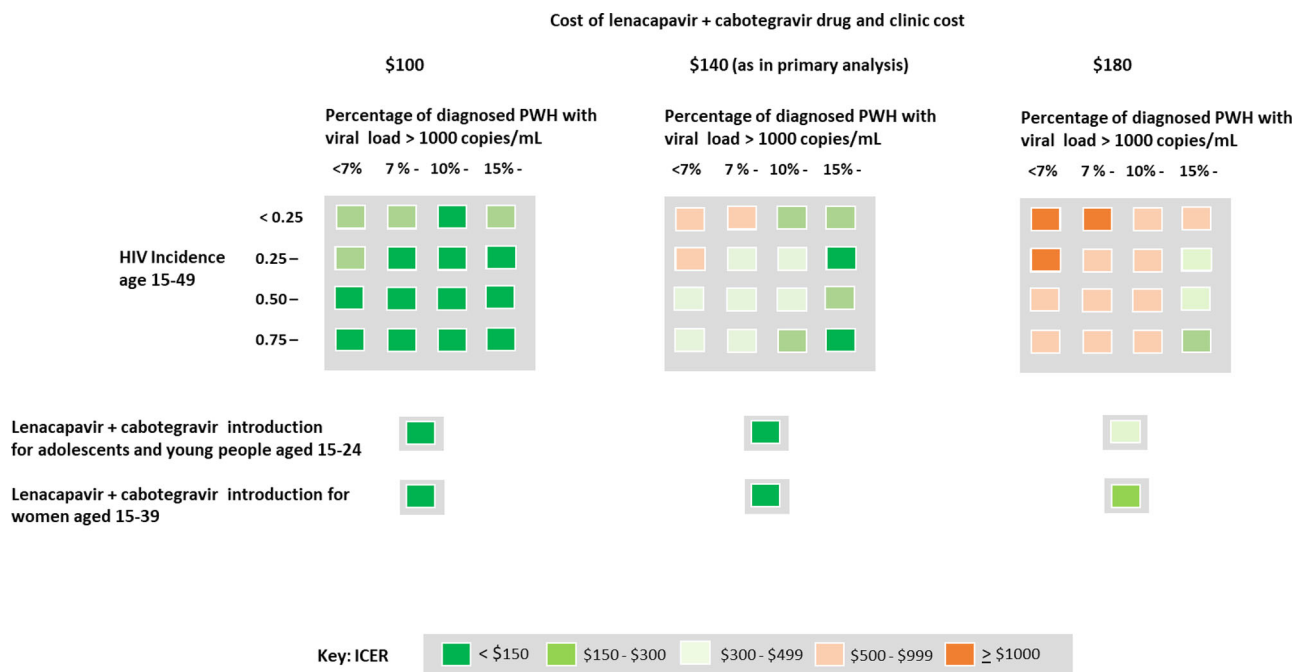 Cost of lenacapavir + cabotegravir drug and clinic cost
$100
$140 (as in primary analysis)
$180
Percentage of diagnosed PWH with
viral load > 1000 copies/mL
Percentage of diagnosed PWH with
viral load > 1000 copies/mL
Percentage of diagnosed PWH with
viral load > 1000 copies/mL
<7% 7 % - 10% - 15% -
<7% 7 % - 10% - 15% -
<7% 7 % - 10% - 15% -
HIV Incidence
age 15-49
< 0.25
0.25 –
0.50 –
0.75 –
Lenacapavir + cabotegravir introduction
for adolescents and young people aged 15-24
Lenacapavir + cabotegravir introduction for
women aged 15-39
Key: ICER < $150 $150 - $300 $300 - $499 $500 - $999 ≥ $1000